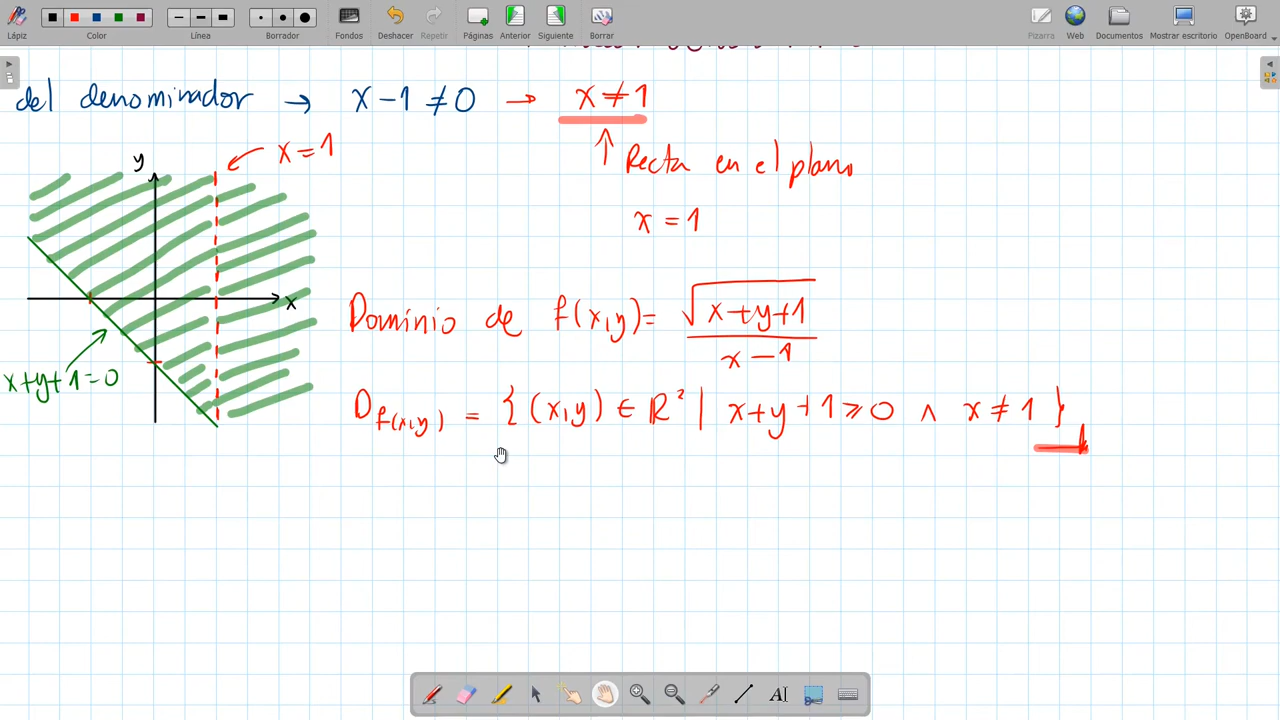 Lápiz Color Línea Borrador Fondos Deshacer Repetir Páginas Anterior Siguiente Borrar Pizarra Web Documentos Mostrar escritorio OpenBoard
del denominador → x-1 ≠ 0 → x ≠ 1
y
x = 1
↑ Recta en el plano
x = 1
x
Dominio de f(x,y) = √(x+y+1) / (x-1)
x+y+1=0
D f(x,y) = { (x,y) ∈ R² | x+y+1 ≥ 0 ∧ x ≠ 1 }